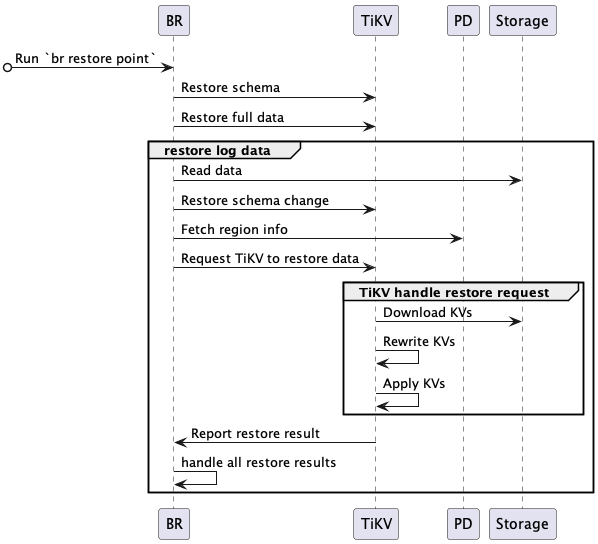 BR TiKV PD Storage
Run `br restore point`
Restore schema
Restore full data
restore log data
Read data
Restore schema change
Fetch region info
Request TiKV to restore data
TiKV handle restore request
Download KVs
Rewrite KVs
Apply KVs
Report restore result
handle all restore results
BR TiKV PD Storage